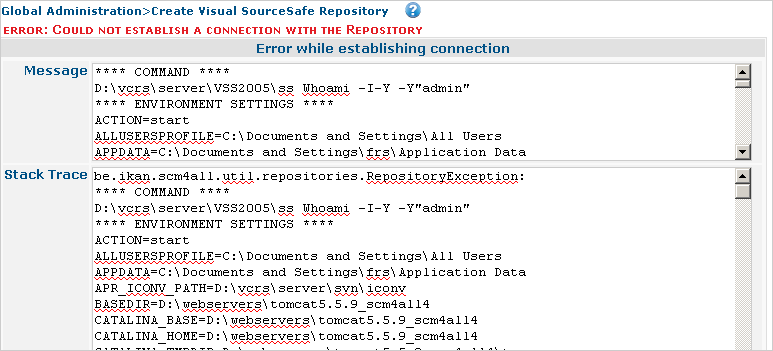 Global Administration>Create Visual SourceSafe Repository ?
ERROR: COULD NOT ESTABLISH A CONNECTION WITH THE REPOSITORY
Error while establishing connection
Message
**** COMMAND ****
D:\vcrs\server\VSS2005\ss Whoami -I-Y -Y"admin"
**** ENVIRONMENT SETTINGS ****
ACTION=start
ALLUSERSPROFILE=C:\Documents and Settings\All Users
APPDATA=C:\Documents and Settings\frs\Application Data
Stack Trace
be.ikan.scm4all.util.repositories.RepositoryException:
**** COMMAND ****
D:\vcrs\server\VSS2005\ss Whoami -I-Y -Y"admin"
**** ENVIRONMENT SETTINGS ****
ACTION=start
ALLUSERSPROFILE=C:\Documents and Settings\All Users
APPDATA=C:\Documents and Settings\frs\Application Data
APR_ICONV_PATH=D:\vcrs\server\svn\iconv
BASEDIR=D:\webservers\tomcat5.5.9_scm4all4
CATALINA_BASE=D:\webservers\tomcat5.5.9_scm4all4
CATALINA_HOME=D:\webservers\tomcat5.5.9_scm4all4